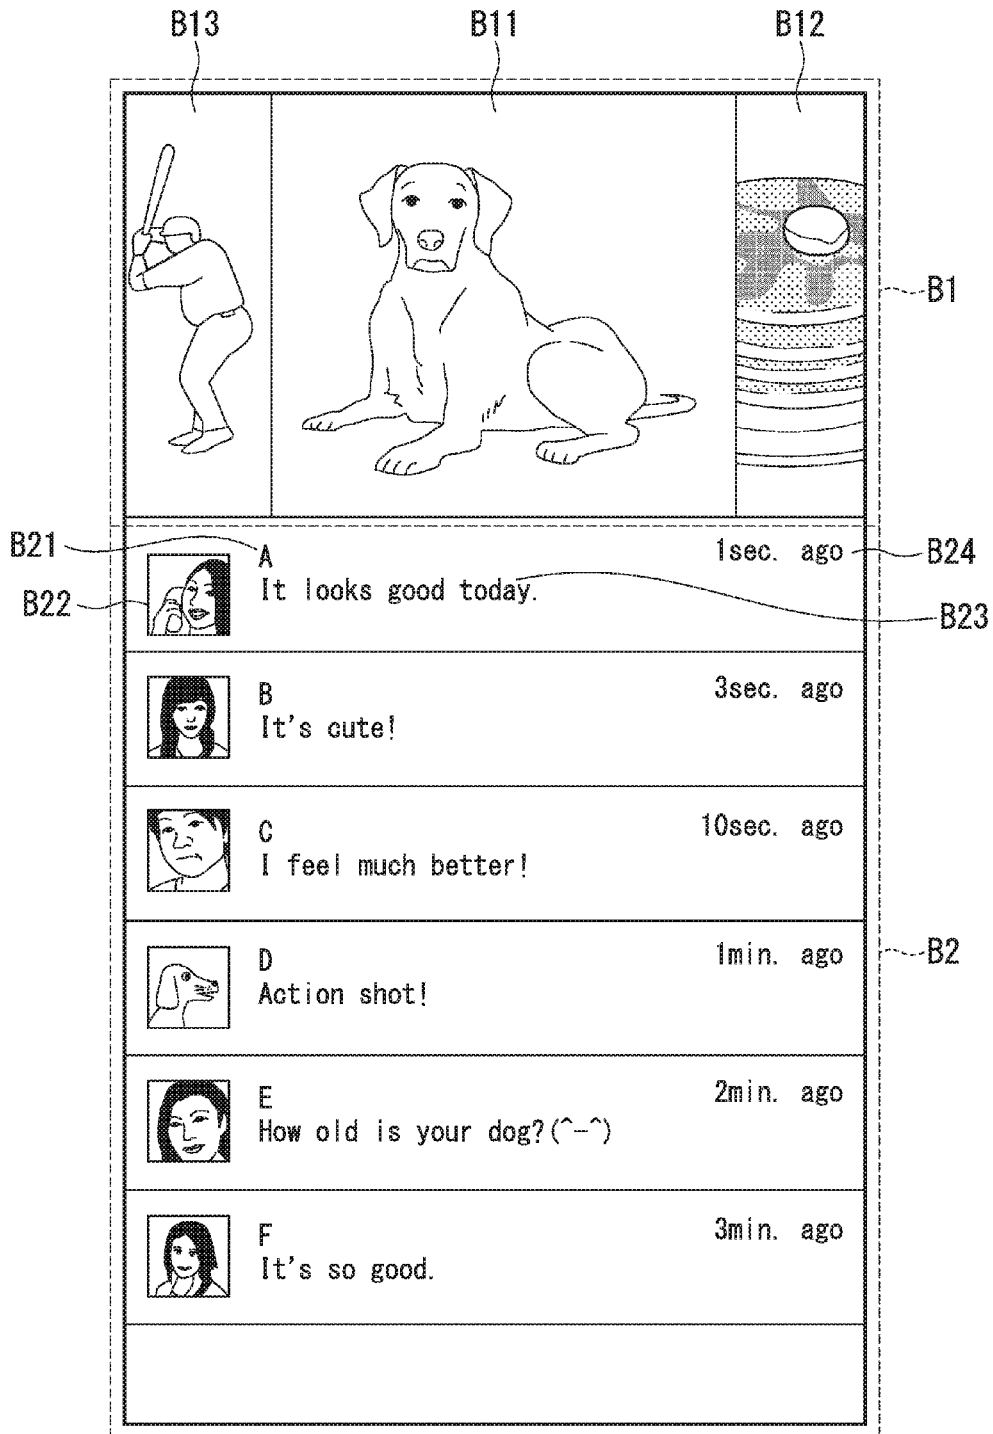 B13 B11 B12
B1
B21 A 1sec. ago B24
B22 It looks good today.
B23
B 3sec. ago
It's cute!
C 10sec. ago
I feel much better!
B2
D 1min. ago
Action shot!
E 2min. ago
How old is your dog?(^-^)
F 3min. ago
It's so good.